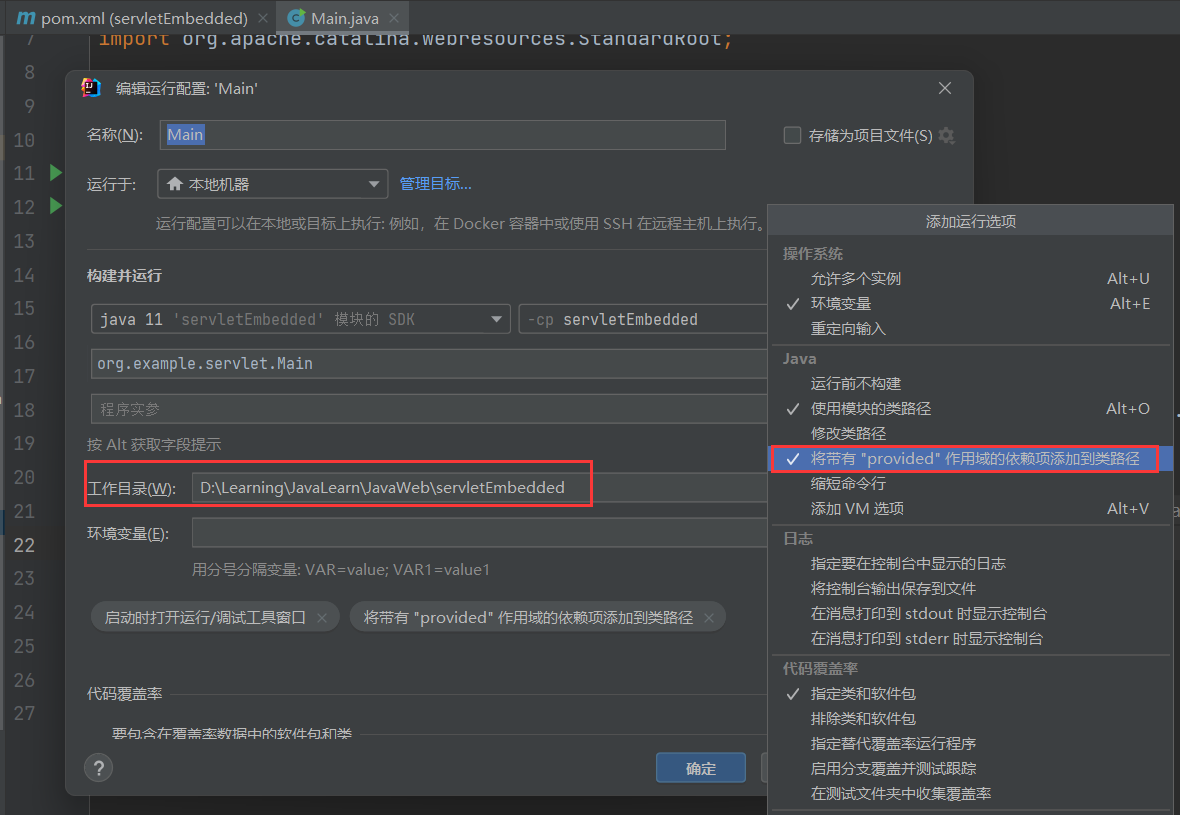 pom.xml (servletEmbedded)
Main.java
7
import org.apache.catalina.webresources.StandardRoot;
8
9
10
11
12
13
14
15
16
17
18
19
20
21
22
23
24
25
26
27
编辑运行配置: 'Main'
名称(N):
Main
存储为项目文件(S)
运行于:
本地机器
管理目标...
运行配置可以在本地或目标上执行: 例如，在 Docker 容器中或使用 SSH 在远程主机上执行。
构建并运行
java 11 'servletEmbedded' 模块的 SDK
-cp servletEmbedded
org.example.servlet.Main
程序实参
按 Alt 获取字段提示
工作目录(W):
D:\Learning\JavaLearn\JavaWeb\servletEmbedded
环境变量(E):
用分号分隔变量: VAR=value; VAR1=value1
启动时打开运行/调试工具窗口
将带有 "provided" 作用域的依赖项添加到类路径
代码覆盖率
要包含在覆盖率数据中的软件包和类
?
确定
添加运行选项
操作系统
允许多个实例 Alt+U
环境变量 Alt+E
重定向输入
Java
运行前不构建
使用模块的类路径 Alt+O
修改类路径
将带有 "provided" 作用域的依赖项添加到类路径
缩短命令行
添加 VM 选项 Alt+V
日志
指定要在控制台中显示的日志
将控制台输出保存到文件
在消息打印到 stdout 时显示控制台
在消息打印到 stderr 时显示控制台
代码覆盖率
指定类和软件包
排除类和软件包
指定替代覆盖率运行程序
启用分支覆盖并测试跟踪
在测试文件夹中收集覆盖率